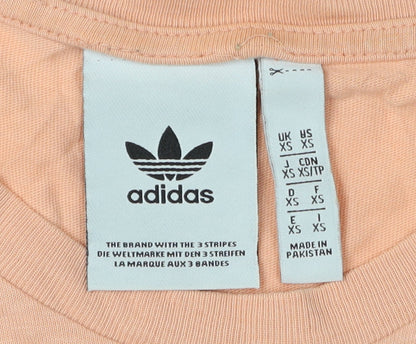 adidas
THE BRAND WITH THE 3 STRIPES
DIE WELTMARKE MIT DEN 3 STREIFEN
LA MARQUE AUX 3 BANDES
UK US
XS XS
J CDN
XS XS/TP
D F
XS XS
E I
XS XS
MADE IN
PAKISTAN